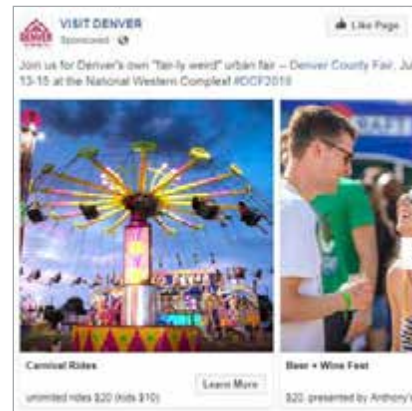 VISIT DENVER
Sponsored
Like Page
Join us for Denver's own "fair-ly weird" urban fair – Denver County Fair, Ju
13-15 at the National Western Complex! #DCF2018
Carnival Rides
unlimited rides $20 (kids $10)
Learn More
Beer + Wine Fest
$20, presented by Anthony's